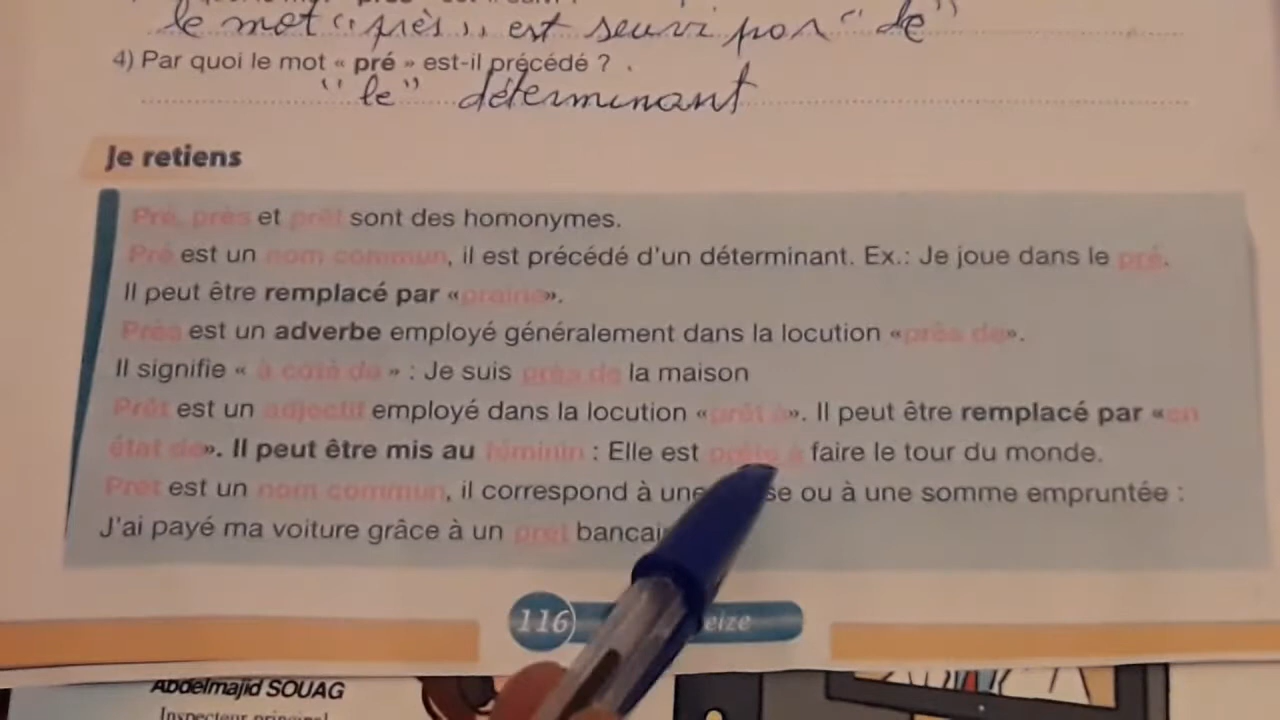 le mot "près" est seuvi par "de"
4) Par quoi le mot « pré » est-il précédé ?
"le" déterminant
Je retiens
Pré, près et prêt sont des homonymes.
Pré est un nom commun, il est précédé d'un déterminant. Ex.: Je joue dans le pré.
Il peut être remplacé par «prairie».
Près est un adverbe employé généralement dans la locution «près de».
Il signifie « à coté de » : Je suis près de la maison
Prêt est un adjectif employé dans la locution «prêt à». Il peut être remplacé par «en
état de». Il peut être mis au féminin : Elle est prête à faire le tour du monde.
Prêt est un nom commun, il correspond à une ou à une somme empruntée :
J'ai payé ma voiture grâce à un prêt bancai
116
eize
Abdelmajid SOUAG
Inspecteur principal